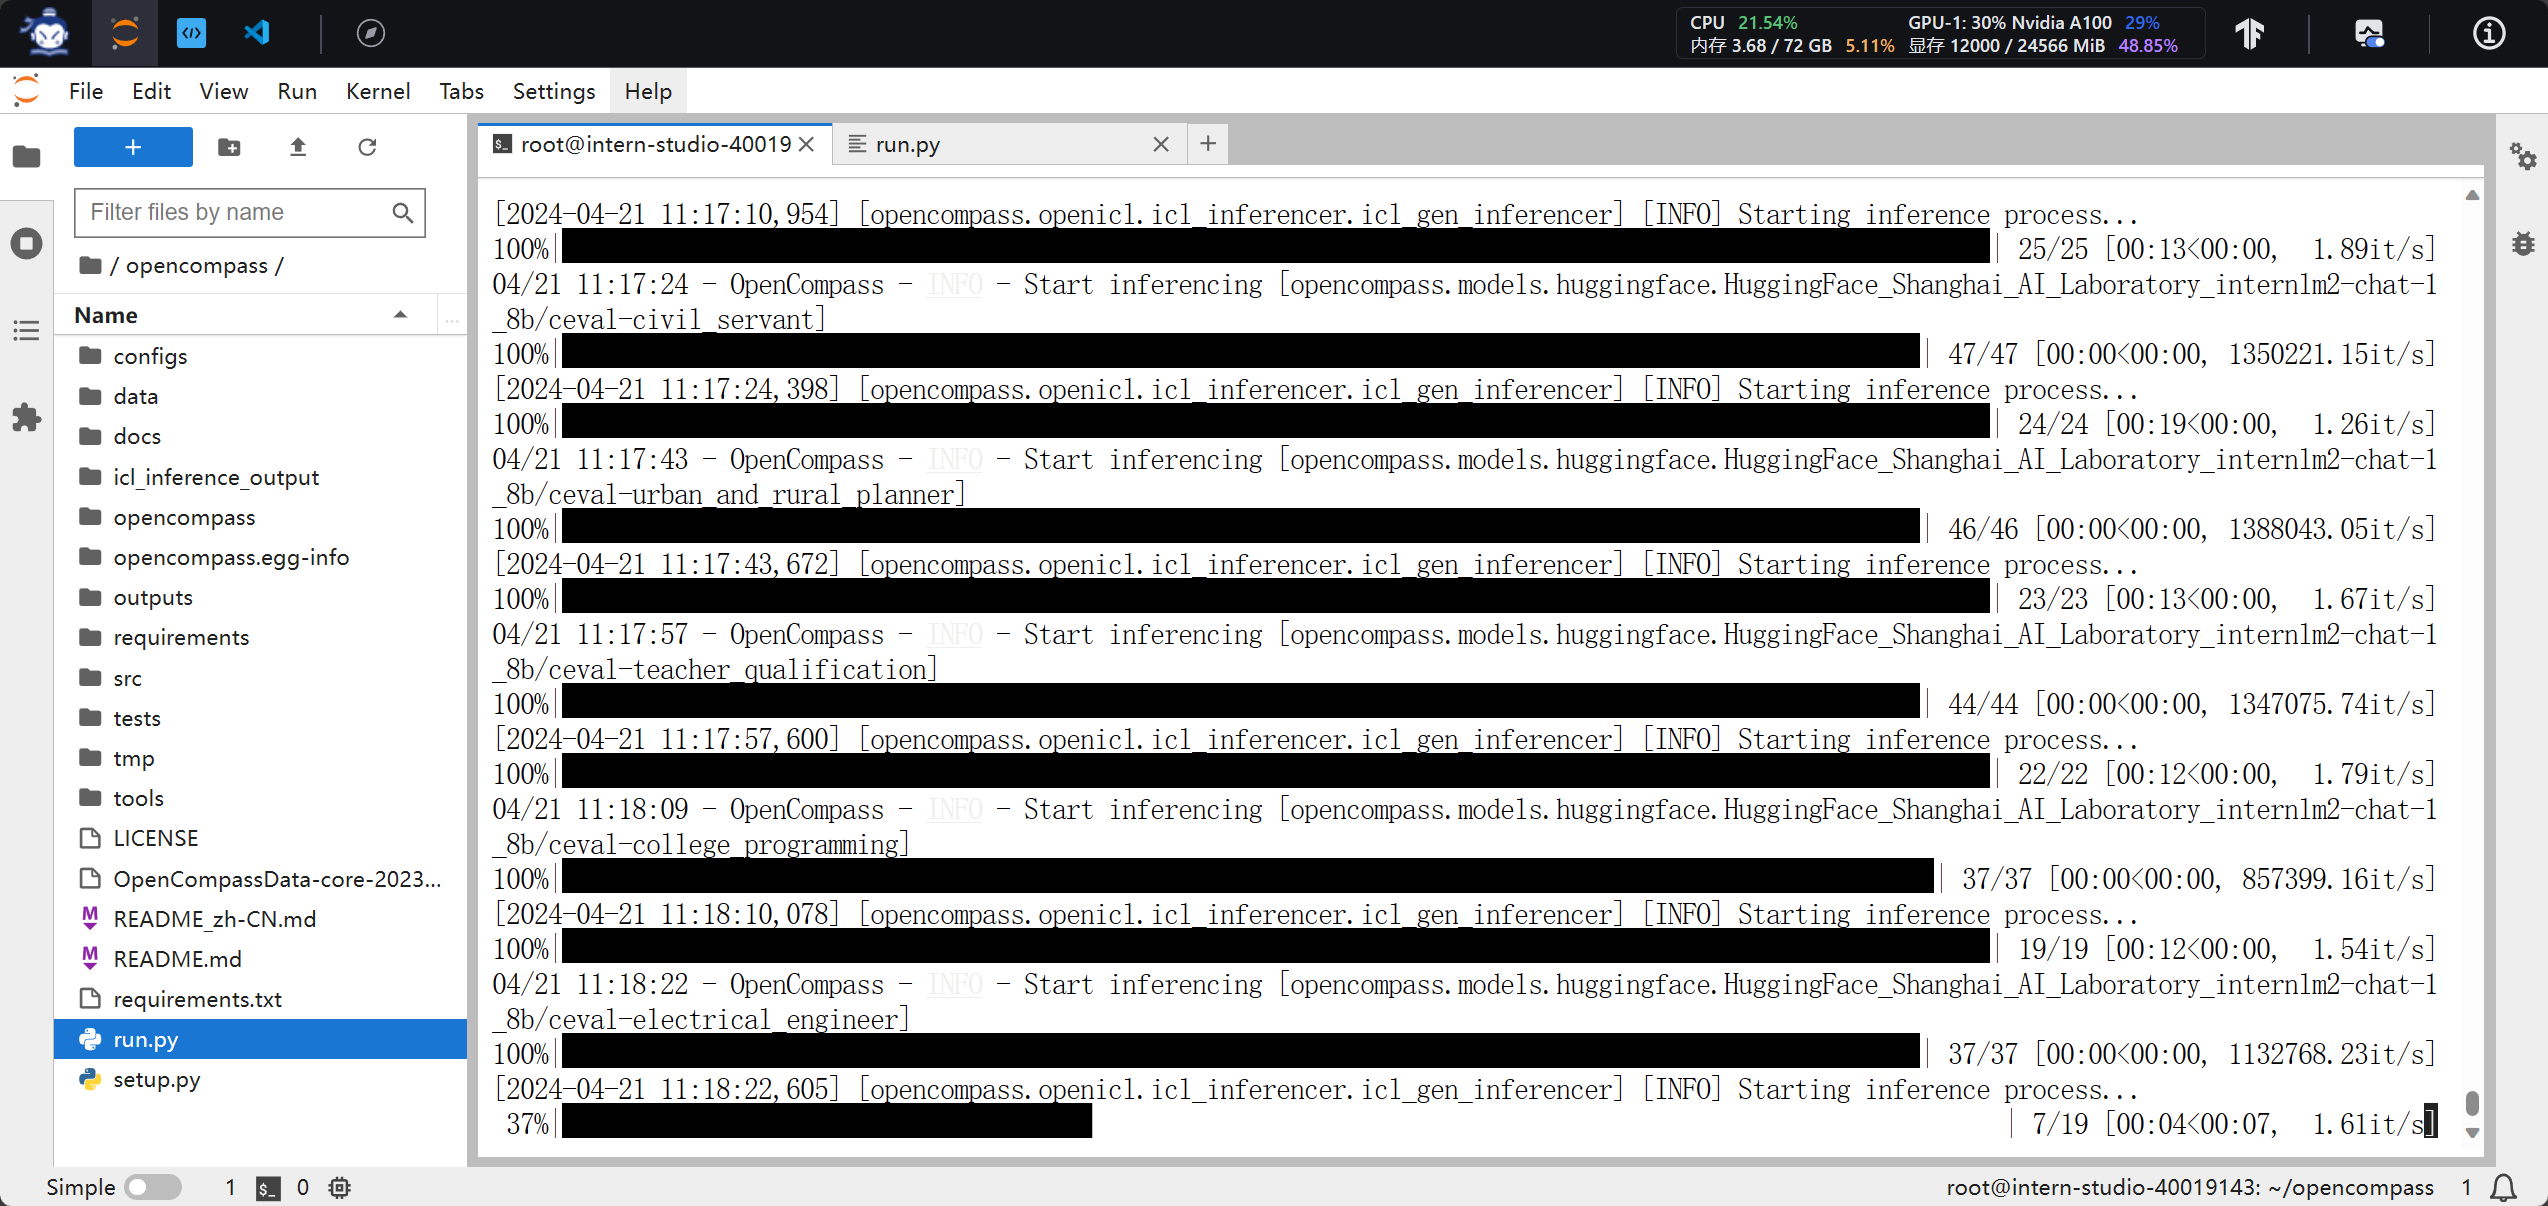 CPU 21.54% GPU-1: 30% Nvidia A100 29%
内存 3.68 / 72 GB 5.11% 显存 12000 / 24566 MiB 48.85%
File Edit View Run Kernel Tabs Settings Help
+
root@intern-studio-40019
run.py
+
Filter files by name
/ opencompass /
Name
...
configs
data
docs
icl_inference_output
opencompass
opencompass.egg-info
outputs
requirements
src
tests
tmp
tools
LICENSE
OpenCompassData-core-2023...
README_zh-CN.md
README.md
requirements.txt
run.py
setup.py
[2024-04-21 11:17:10,954] [opencompass.openicl.icl_inferencer.icl_gen_inferencer] [INFO] Starting inference process...
100%| | 25/25 [00:13<00:00, 1.89it/s]
04/21 11:17:24 - OpenCompass - INFO - Start inferencing [opencompass.models.huggingface.HuggingFace_Shanghai_AI_Laboratory_internlm2-chat-1
_8b/ceval-civil_servant]
100%| | 47/47 [00:00<00:00, 1350221.15it/s]
[2024-04-21 11:17:24,398] [opencompass.openicl.icl_inferencer.icl_gen_inferencer] [INFO] Starting inference process...
100%| | 24/24 [00:19<00:00, 1.26it/s]
04/21 11:17:43 - OpenCompass - INFO - Start inferencing [opencompass.models.huggingface.HuggingFace_Shanghai_AI_Laboratory_internlm2-chat-1
_8b/ceval-urban_and_rural_planner]
100%| | 46/46 [00:00<00:00, 1388043.05it/s]
[2024-04-21 11:17:43,672] [opencompass.openicl.icl_inferencer.icl_gen_inferencer] [INFO] Starting inference process...
100%| | 23/23 [00:13<00:00, 1.67it/s]
04/21 11:17:57 - OpenCompass - INFO - Start inferencing [opencompass.models.huggingface.HuggingFace_Shanghai_AI_Laboratory_internlm2-chat-1
_8b/ceval-teacher_qualification]
100%| | 44/44 [00:00<00:00, 1347075.74it/s]
[2024-04-21 11:17:57,600] [opencompass.openicl.icl_inferencer.icl_gen_inferencer] [INFO] Starting inference process...
100%| | 22/22 [00:12<00:00, 1.79it/s]
04/21 11:18:09 - OpenCompass - INFO - Start inferencing [opencompass.models.huggingface.HuggingFace_Shanghai_AI_Laboratory_internlm2-chat-1
_8b/ceval-college_programming]
100%| | 37/37 [00:00<00:00, 857399.16it/s]
[2024-04-21 11:18:10,078] [opencompass.openicl.icl_inferencer.icl_gen_inferencer] [INFO] Starting inference process...
100%| | 19/19 [00:12<00:00, 1.54it/s]
04/21 11:18:22 - OpenCompass - INFO - Start inferencing [opencompass.models.huggingface.HuggingFace_Shanghai_AI_Laboratory_internlm2-chat-1
_8b/ceval-electrical_engineer]
100%| | 37/37 [00:00<00:00, 1132768.23it/s]
[2024-04-21 11:18:22,605] [opencompass.openicl.icl_inferencer.icl_gen_inferencer] [INFO] Starting inference process...
37%| | 7/19 [00:04<00:07, 1.61it/s]
Simple 1 0 root@intern-studio-40019143: ~/opencompass 1